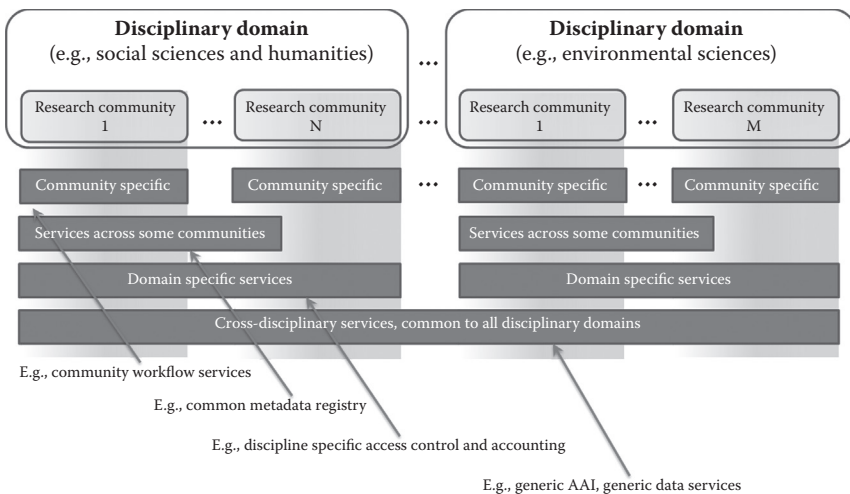 Disciplinary domain
(e.g., social sciences and humanities)
...
Disciplinary domain
(e.g., environmental sciences)
Research community
1
...
Research community
N
...
Research community
1
...
Research community
M
Community specific
Community specific
...
Community specific
...
Community specific
Services across some communities
Services across some communities
Domain specific services
Domain specific services
Cross-disciplinary services, common to all disciplinary domains
E.g., community workflow services
E.g., common metadata registry
E.g., discipline specific access control and accounting
E.g., generic AAI, generic data services